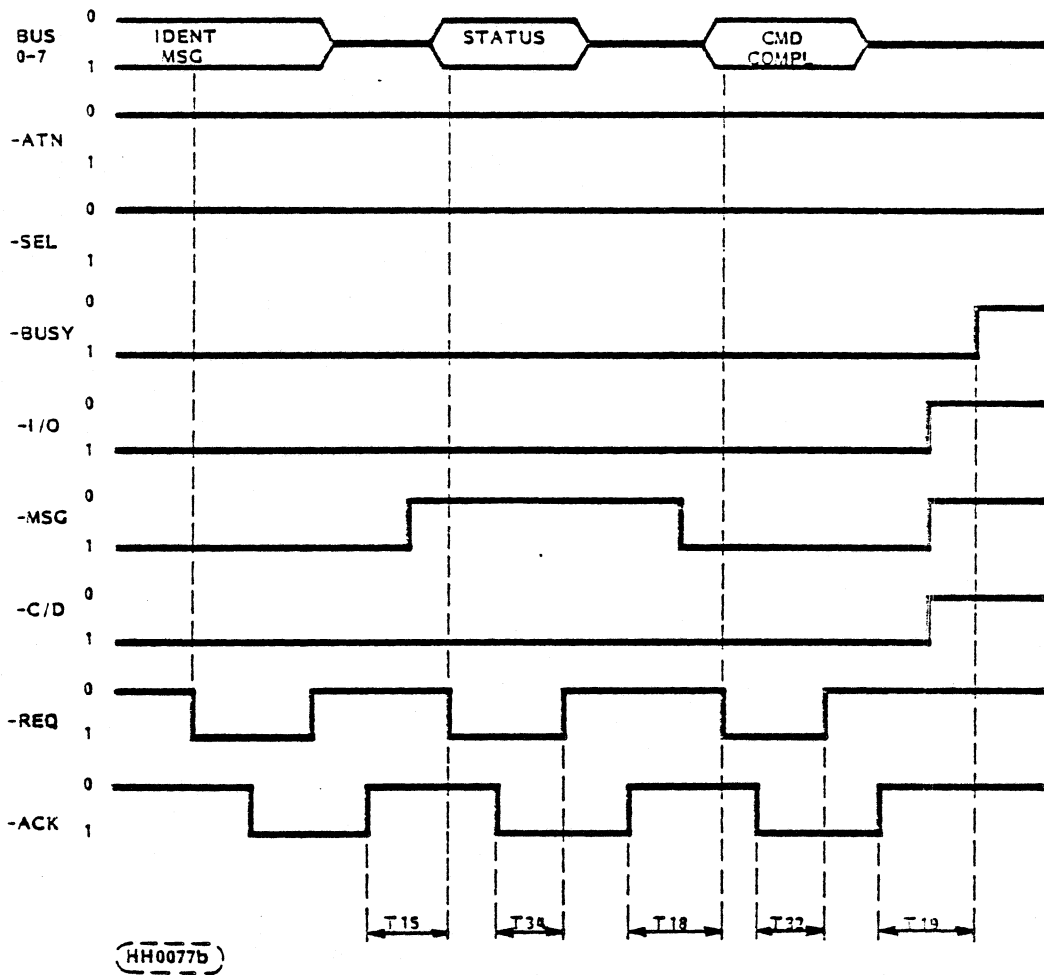 0
BUS
0-7
1
IDENT
MSG
STATUS
CMD
COMPL
0
-ATN
1
0
-SEL
1
0
-BUSY
1
0
-I/O
1
0
-MSG
1
0
-C/D
1
0
-REQ
1
0
-ACK
1
T15
T34
T18
T32
T19
HH0077b